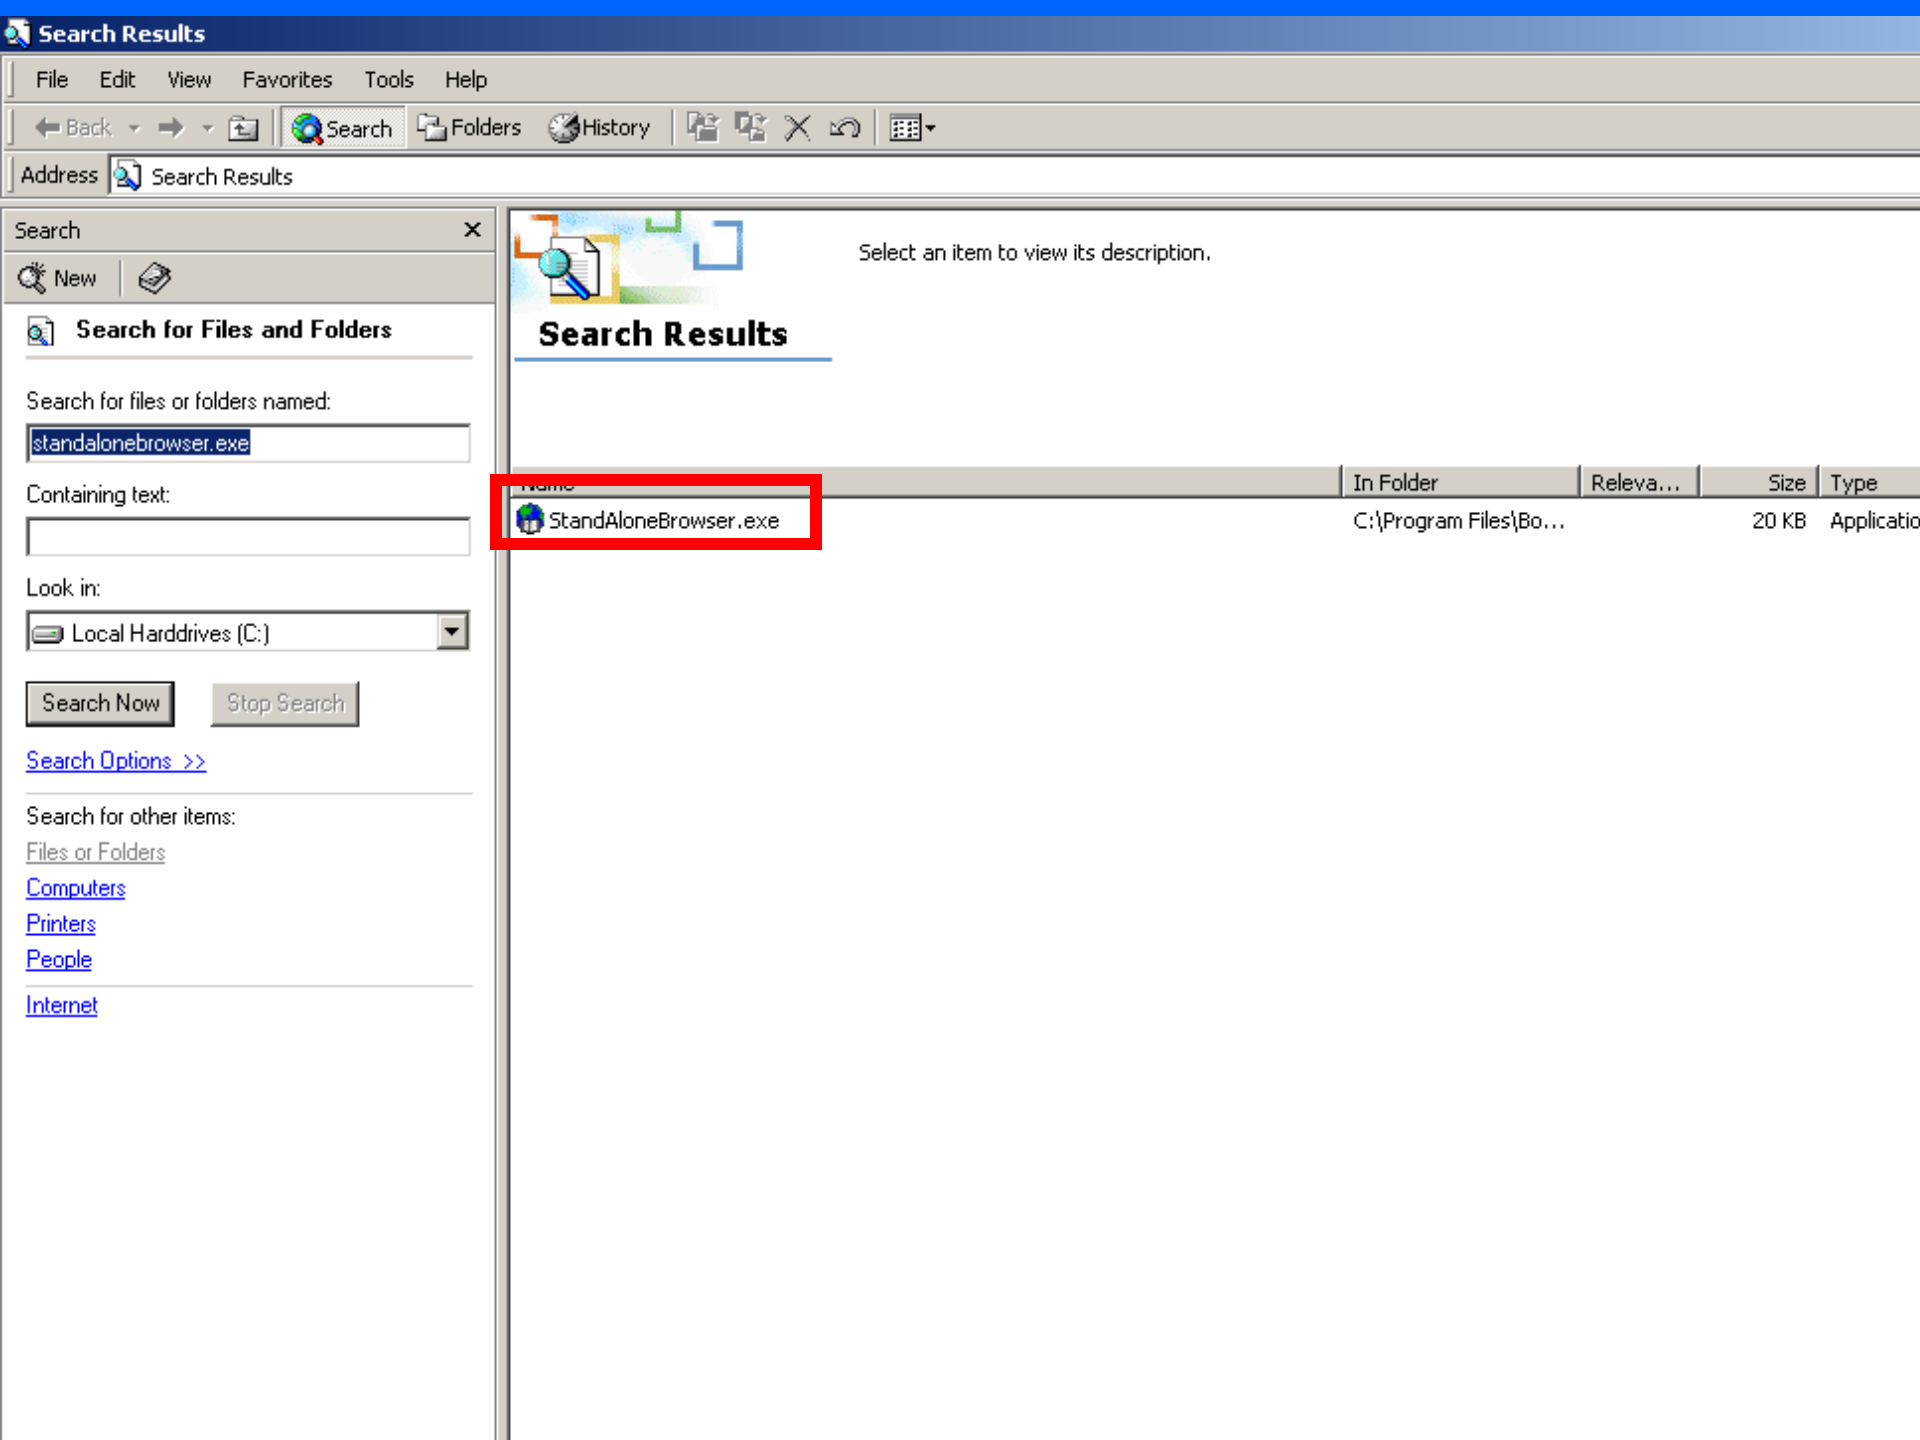 Search Results
File Edit View Favorites Tools Help
Back Search Folders History
Address Search Results
Search
New
Search for Files and Folders
Search for files or folders named:
standalonebrowser.exe
Containing text:
Look in:
Local Harddrives (C:)
Search Now Stop Search
Search Options >>
Search for other items:
Files or Folders
Computers
Printers
People
Internet
Select an item to view its description.
Search Results
Name In Folder Releva... Size Type
StandAloneBrowser.exe C:\Program Files\Bo... 20 KB Applicatio